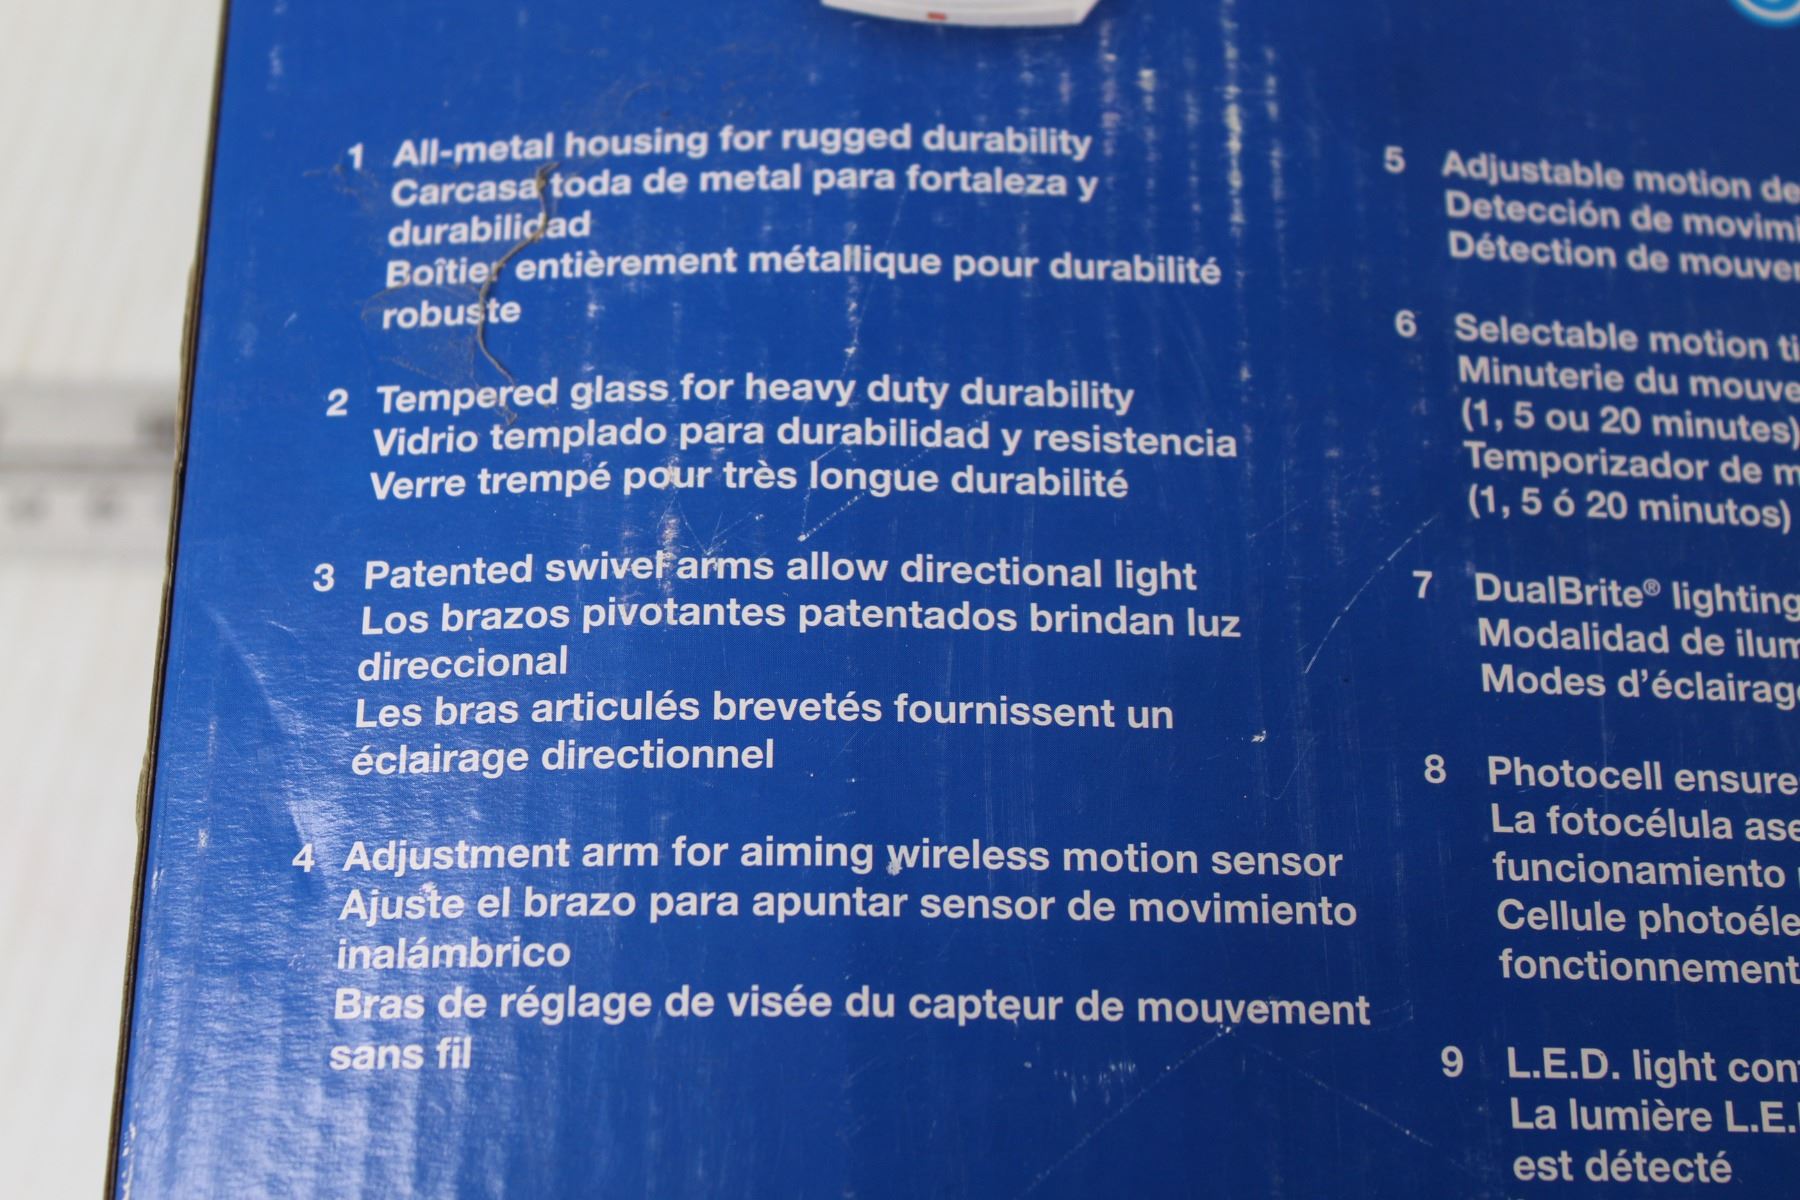 1 All-metal housing for rugged durability
Carcasa toda de metal para fortaleza y
durabilidad
Boîtier entièrement métallique pour durabilité
robuste
2 Tempered glass for heavy duty durability
Vidrio templado para durabilidad y resistencia
Verre trempé pour très longue durabilité
3 Patented swivel arms allow directional light
Los brazos pivotantes patentados brindan luz
direccional
Les bras articulés brevetés fournissent un
éclairage directionnel
4 Adjustment arm for aiming wireless motion sensor
Ajuste el brazo para apuntar sensor de movimiento
inalámbrico
Bras de réglage de visée du capteur de mouvement
sans fil
5 Adjustable motion de
Detección de movimi
Détection de mouve
6 Selectable motion ti
Minuterie du mouve
(1, 5 ou 20 minutes)
Temporizador de m
(1, 5 ó 20 minutos)
7 DualBrite® lighting
Modalidad de ilum
Modes d'éclairag
8 Photocell ensure
La fotocélula ase
funcionamiento
Cellule photoéle
fonctionnement
9 L.E.D. light con
La lumière L.E.
est détecté